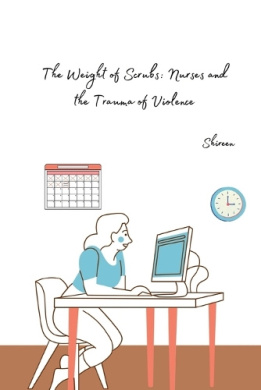 The Weight of Scrubs: Nurses and
the Trauma of Violence
Shireen